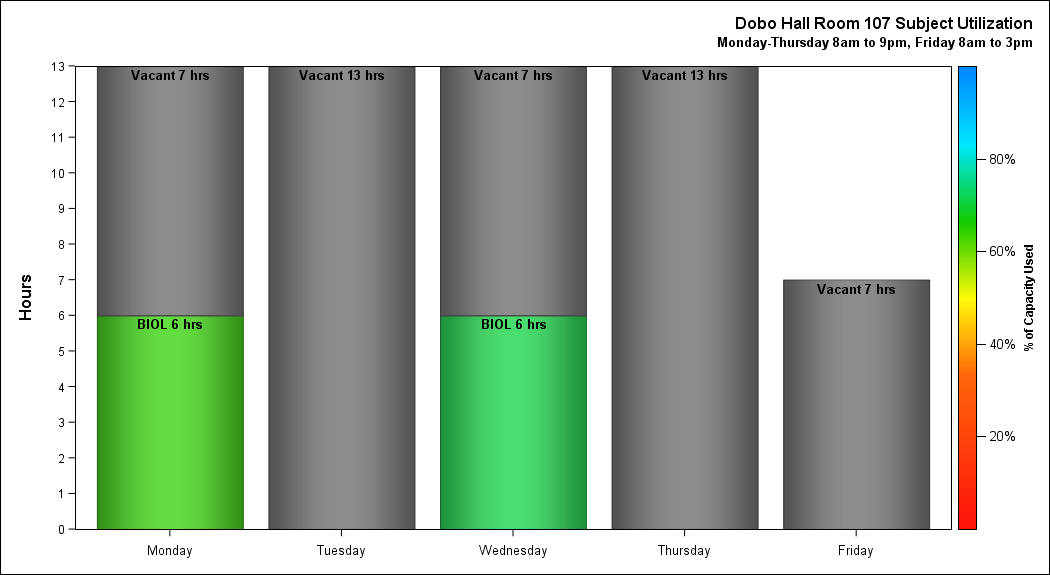 Dobo Hall Room 107 Subject Utilization
Monday-Thursday 8am to 9pm, Friday 8am to 3pm
Hours
13
12
11
10
9
8
7
6
5
4
3
2
1
0
Vacant 7 hrs
Vacant 13 hrs
Vacant 7 hrs
Vacant 13 hrs
Vacant 7 hrs
BIOL 6 hrs
BIOL 6 hrs
Monday
Tuesday
Wednesday
Thursday
Friday
80%
60%
40%
20%
% of Capacity Used